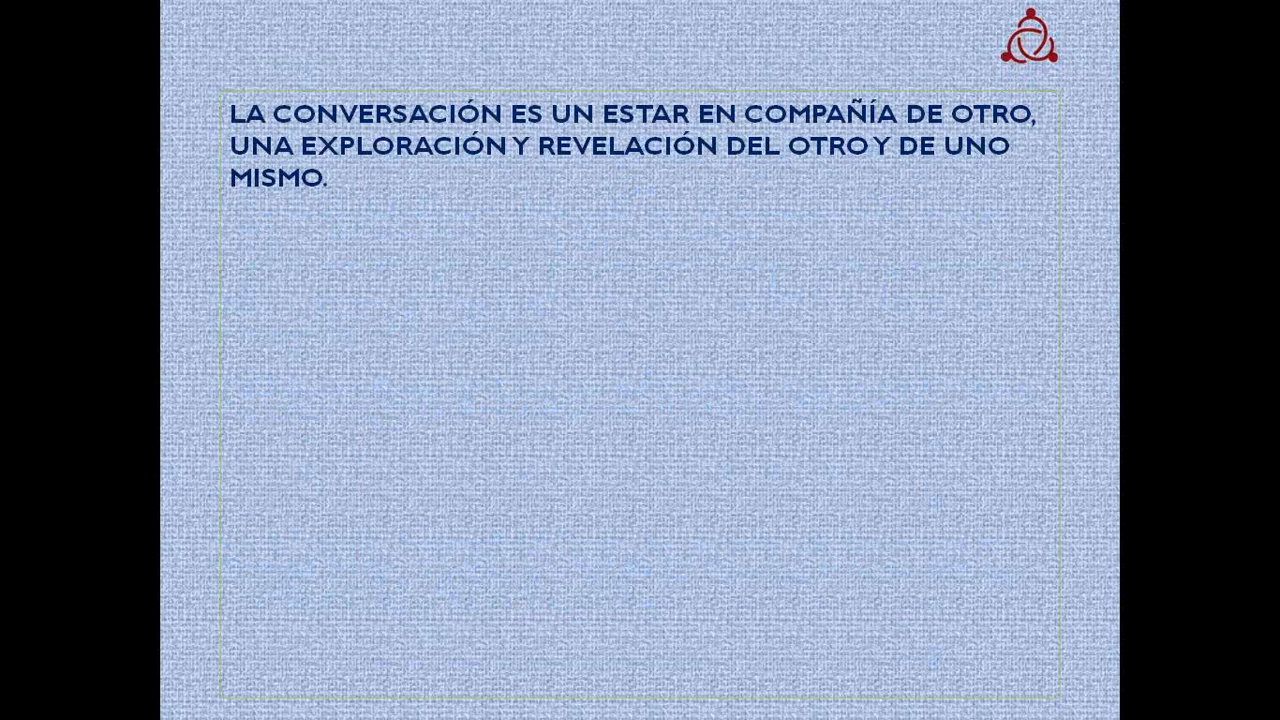 LA CONVERSACIÓN ES UN ESTAR EN COMPAÑÍA DE OTRO,
UNA EXPLORACIÓN Y REVELACIÓN DEL OTRO Y DE UNO
MISMO.